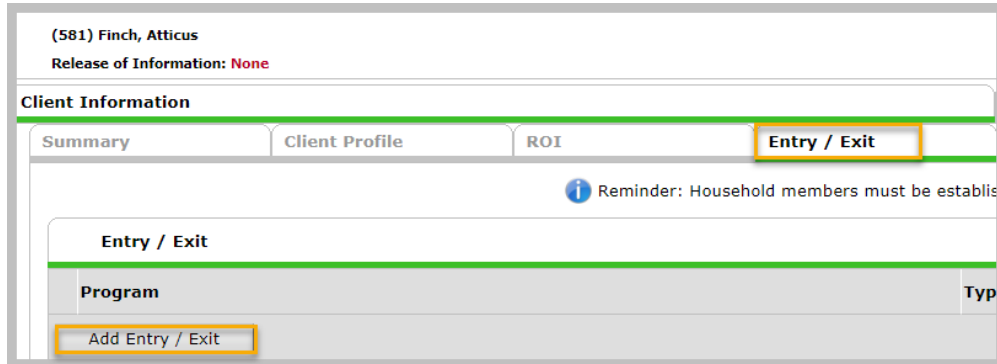 (581) Finch, Atticus
Release of Information: None
Client Information
Summary Client Profile ROI Entry / Exit
Reminder: Household members must be establis
Entry / Exit
Program Typ
Add Entry / Exit